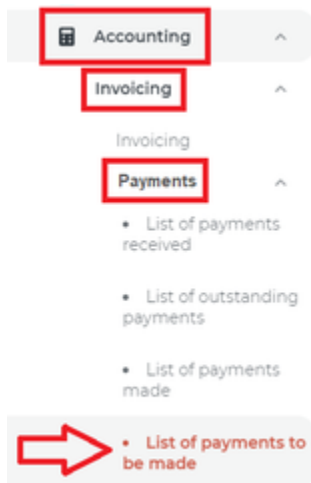 Accounting
Invoicing
Invoicing
Payments
• List of payments
received
• List of outstanding
payments
• List of payments
made
• List of payments to
be made